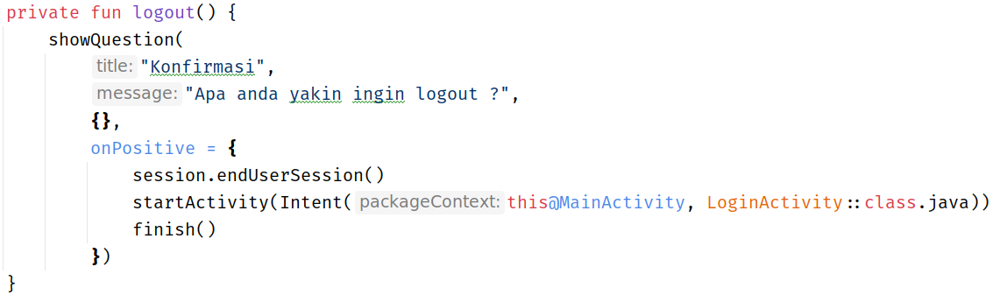 private fun logout() {
    showQuestion(
        title: "Konfirmasi",
        message: "Apa anda yakin ingin logout ?",
        {},
        onPositive = {
            session.endUserSession()
            startActivity(Intent( packageContext: this@MainActivity, LoginActivity::class.java))
            finish()
        })
}